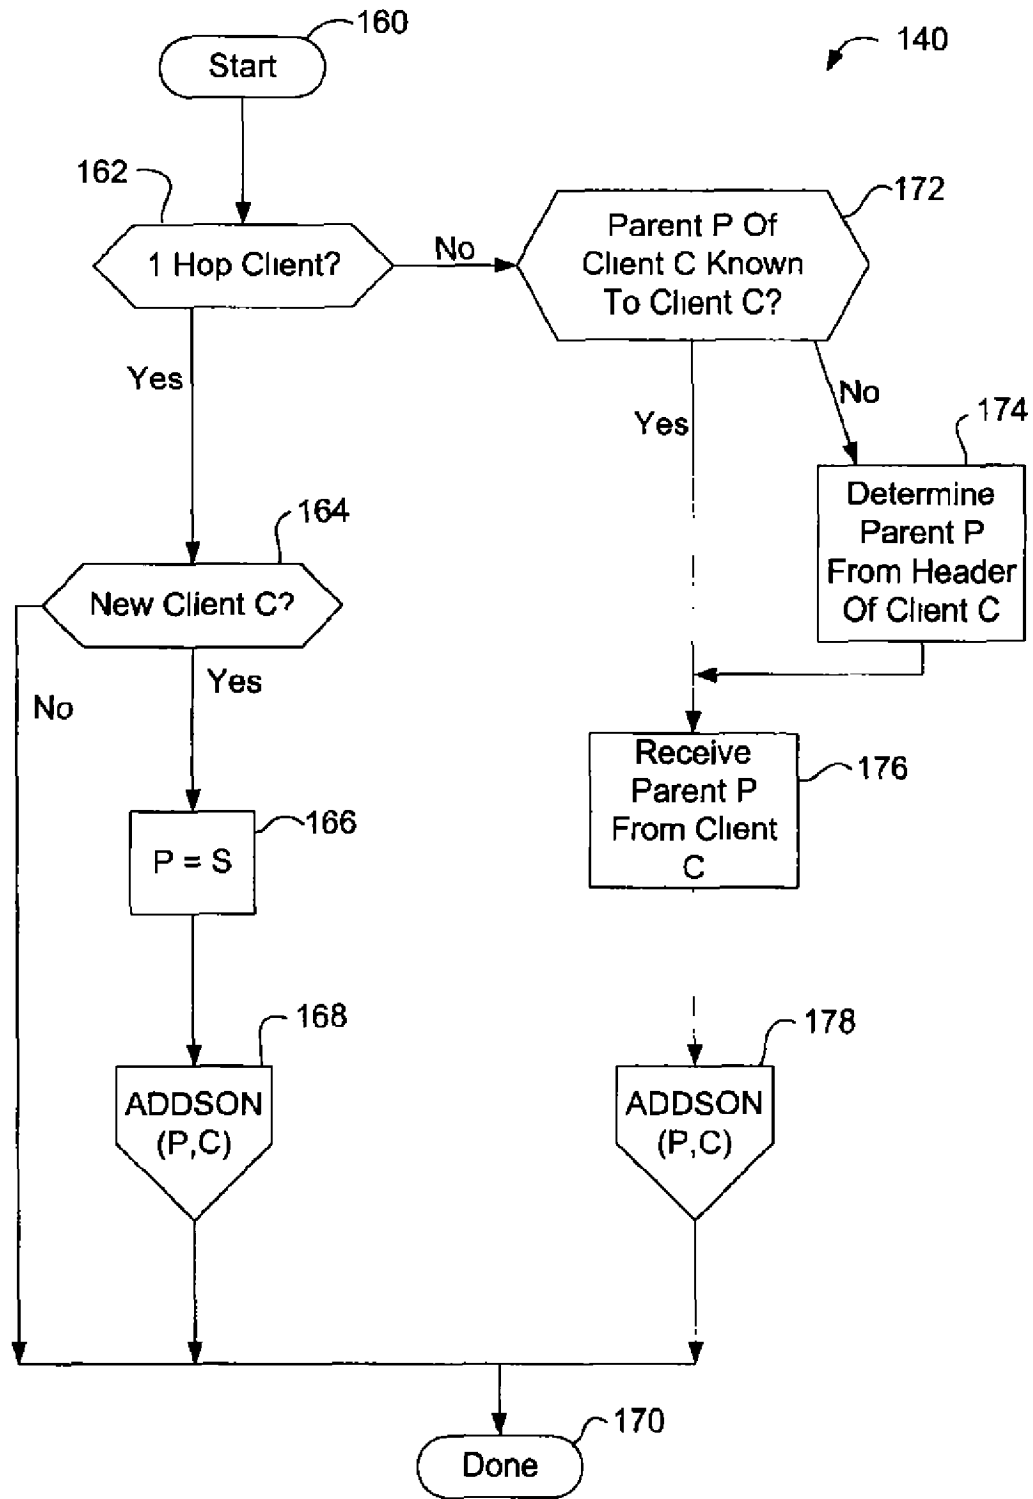 160
Start
140
162
1 Hop Client?
No
172
Parent P Of
Client C Known
To Client C?
Yes
Yes
No
174
Determine
Parent P
From Header
Of Client C
164
New Client C?
No
Yes
Receive
Parent P
From Client
C
176
166
P = S
168
ADDSON
(P,C)
178
ADDSON
(P,C)
170
Done